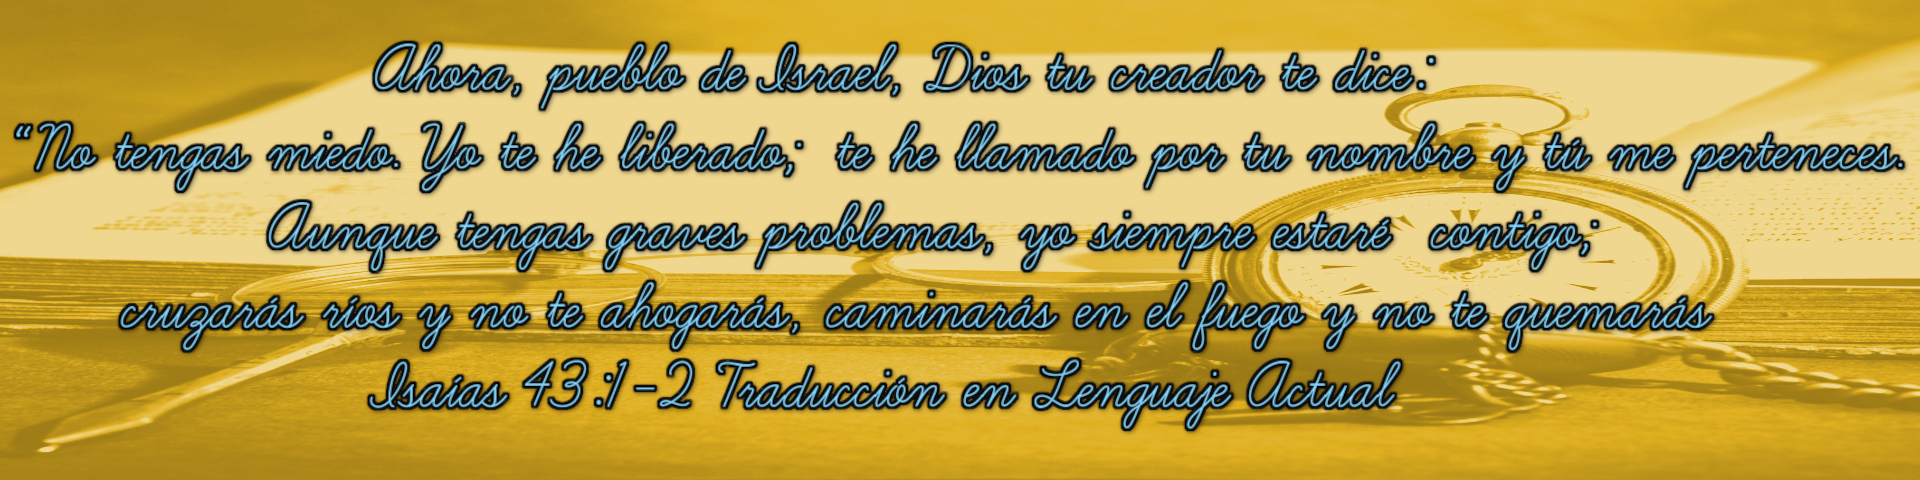 Ahora, pueblo de Israel, Dios tu creador te dice:
“No tengas miedo. Yo te he liberado; te he llamado por tu nombre y tú me perteneces.
Aunque tengas graves problemas, yo siempre estaré contigo;
cruzarás ríos y no te ahogarás, caminarás en el fuego y no te quemarás
Isaías 43:1-2 Traducción en Lenguaje Actual